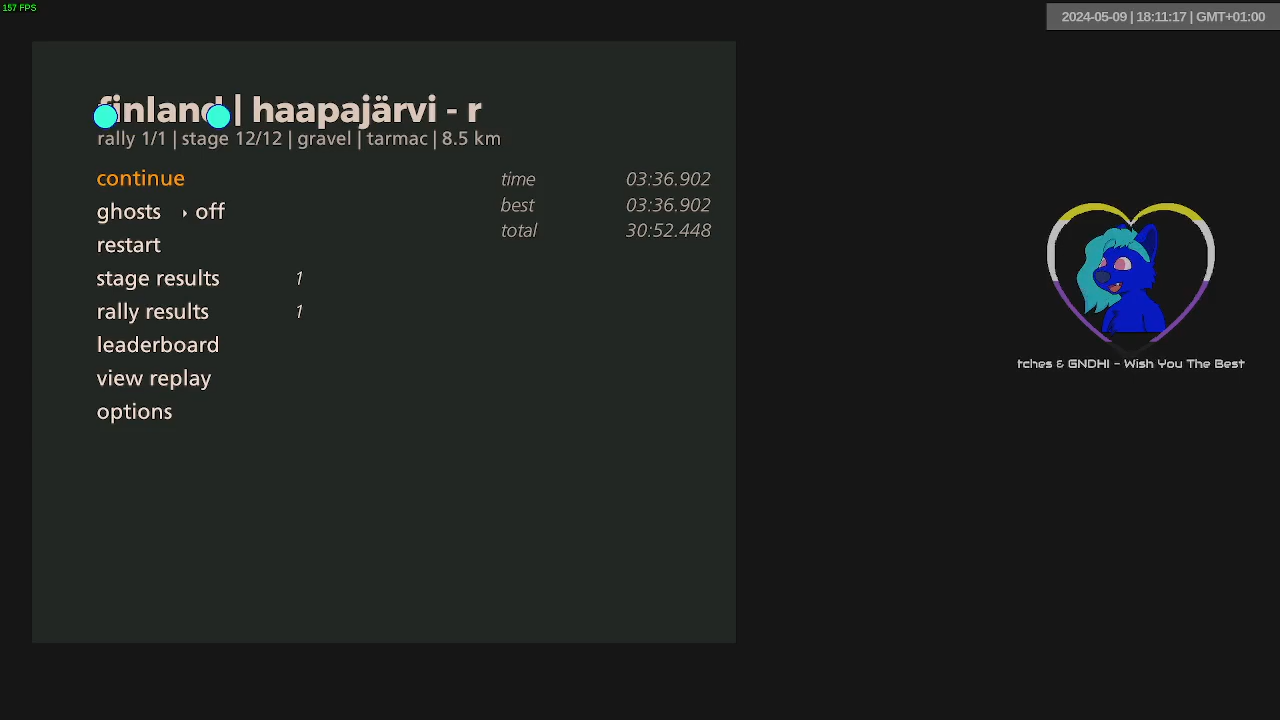 157 FPS
2024-05-09 | 18:11:17 | GMT+01:00
finland | haapajärvi - r
rally 1/1 | stage 12/12 | gravel | tarmac | 8.5 km
continue
ghosts ‣ off
restart
stage results 1
rally results 1
leaderboard
view replay
options
time 03:36.902
best 03:36.902
total 30:52.448
tches & GNDHI - Wish You The Best